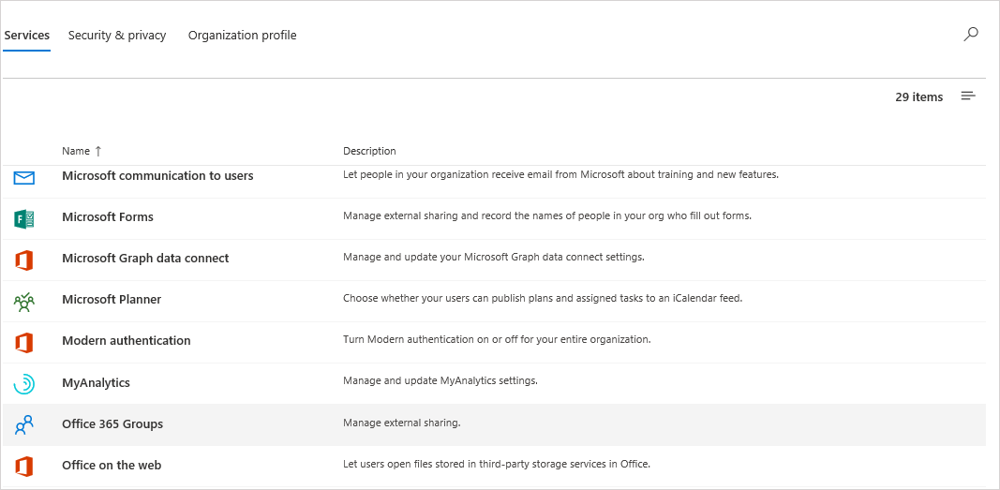 Services Security & privacy Organization profile
29 items
Name ↑ Description
Microsoft communication to users Let people in your organization receive email from Microsoft about training and new features.
Microsoft Forms Manage external sharing and record the names of people in your org who fill out forms.
Microsoft Graph data connect Manage and update your Microsoft Graph data connect settings.
Microsoft Planner Choose whether your users can publish plans and assigned tasks to an iCalendar feed.
Modern authentication Turn Modern authentication on or off for your entire organization.
MyAnalytics Manage and update MyAnalytics settings.
Office 365 Groups Manage external sharing.
Office on the web Let users open files stored in third-party storage services in Office.